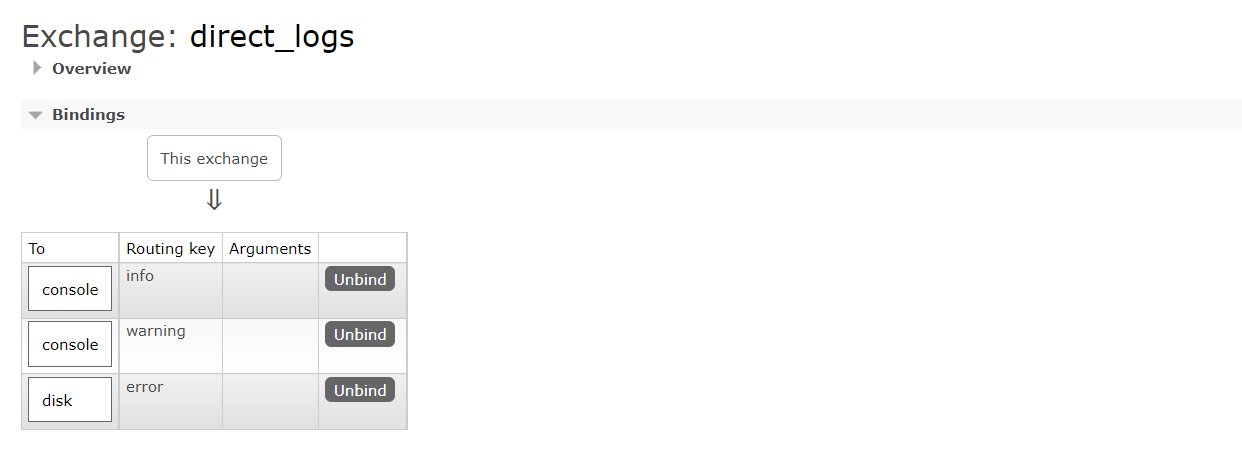 Exchange: direct_logs
Overview
Bindings
This exchange
To Routing key Arguments
console info Unbind
console warning Unbind
disk error Unbind